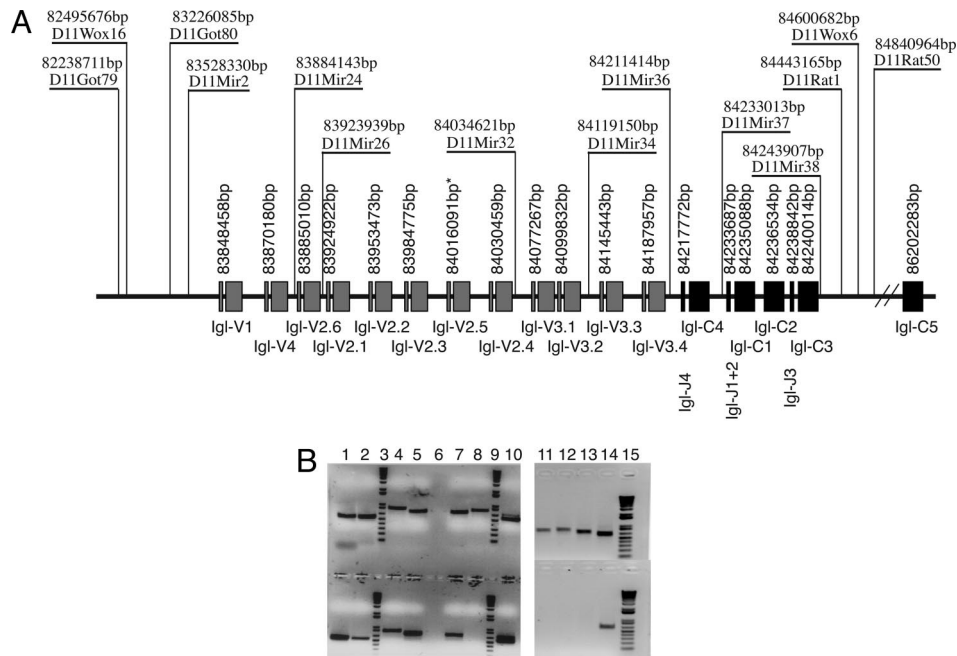 A
82495676bp
D11Wox16
82238711bp
D11Got79
83226085bp
D11Got80
83528330bp
D11Mir2
83884143bp
D11Mir24
83923939bp
D11Mir26
84034621bp
D11Mir32
84211414bp
D11Mir36
84119150bp
D11Mir34
84600682bp
D11Wox6
84443165bp
D11Rat1
84233013bp
D11Mir37
84243907bp
D11Mir38
84840964bp
D11Rat50
83848458bp
83870180bp
83885010bp
83924922bp
83953473bp
83984775bp
84016091bp*
84030459bp
84077267bp
84099832bp
84145443bp
84187957bp
84217772bp
84233687bp
84235088bp
84236534bp
84238842bp
84240014bp
86202283bp
Igl-V1
Igl-V4
Igl-V2.6
Igl-V2.1
Igl-V2.2
Igl-V2.3
Igl-V2.5
Igl-V2.4
Igl-V3.1
Igl-V3.2
Igl-V3.3
Igl-V3.4
Igl-C4
Igl-C2
Igl-C1
Igl-C3
Igl-C5
Igl-J4
Igl-J1+2
Igl-J3
B
1 2 3 4 5 6 7 8 9 10
11 12 13 14 15